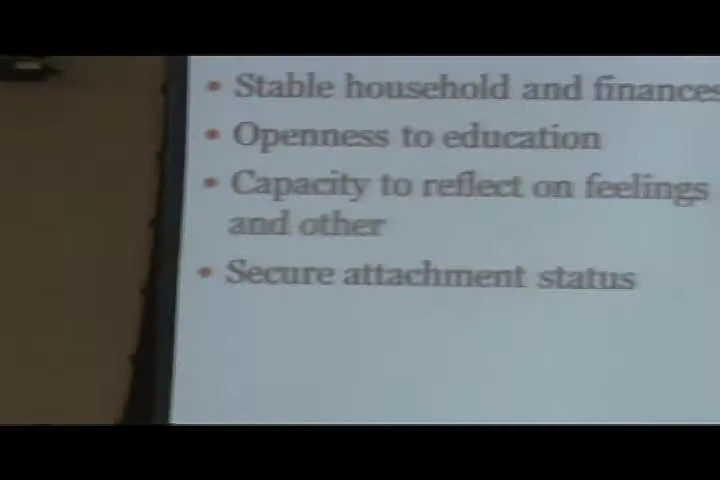 • Stable household and finances
• Openness to education
• Capacity to reflect on feelings
and other
• Secure attachment status